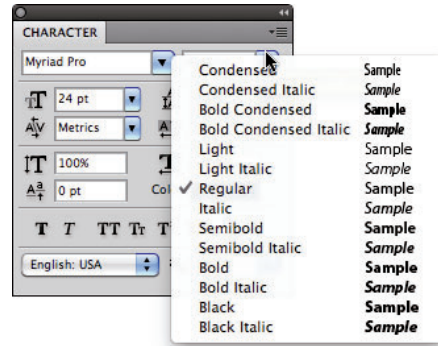 CHARACTER
Myriad Pro
Condensed Sample
Condensed Italic Sample
24 pt
Bold Condensed Sample
Metrics
Bold Condensed Italic Sample
Light Sample
100%
Light Italic Sample
0 pt
Regular Sample
Italic Sample
T T TT Tr
Semibold Sample
Semibold Italic Sample
English: USA
Bold Sample
Bold Italic Sample
Black Sample
Black Italic Sample